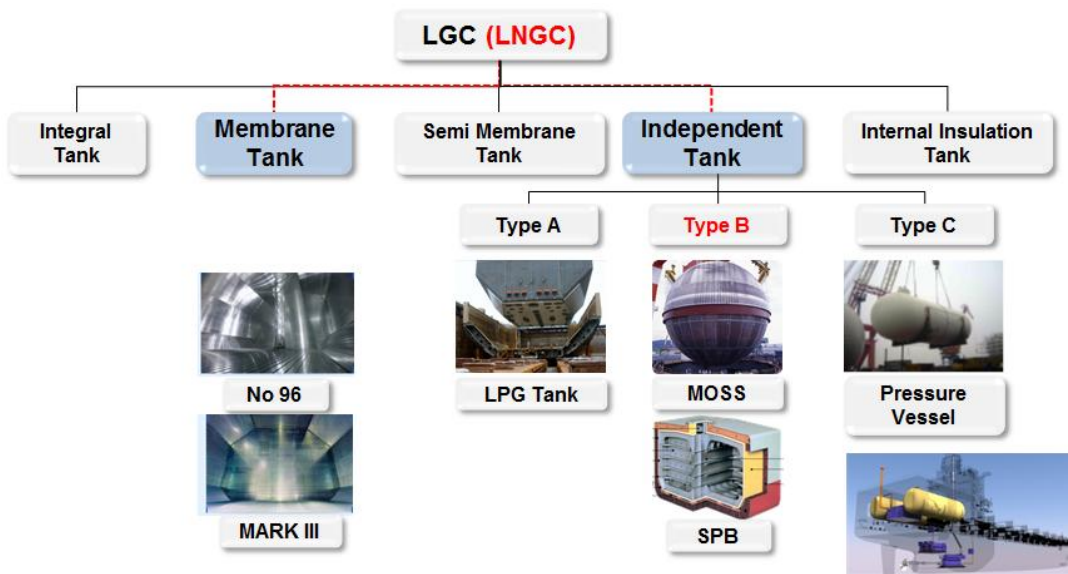 LGC (LNGC)
Integral
Tank
Membrane
Tank
Semi Membrane
Tank
Independent
Tank
Internal Insulation
Tank
Type A
Type B
Type C
No 96
MARK III
LPG Tank
MOSS
SPB
Pressure
Vessel